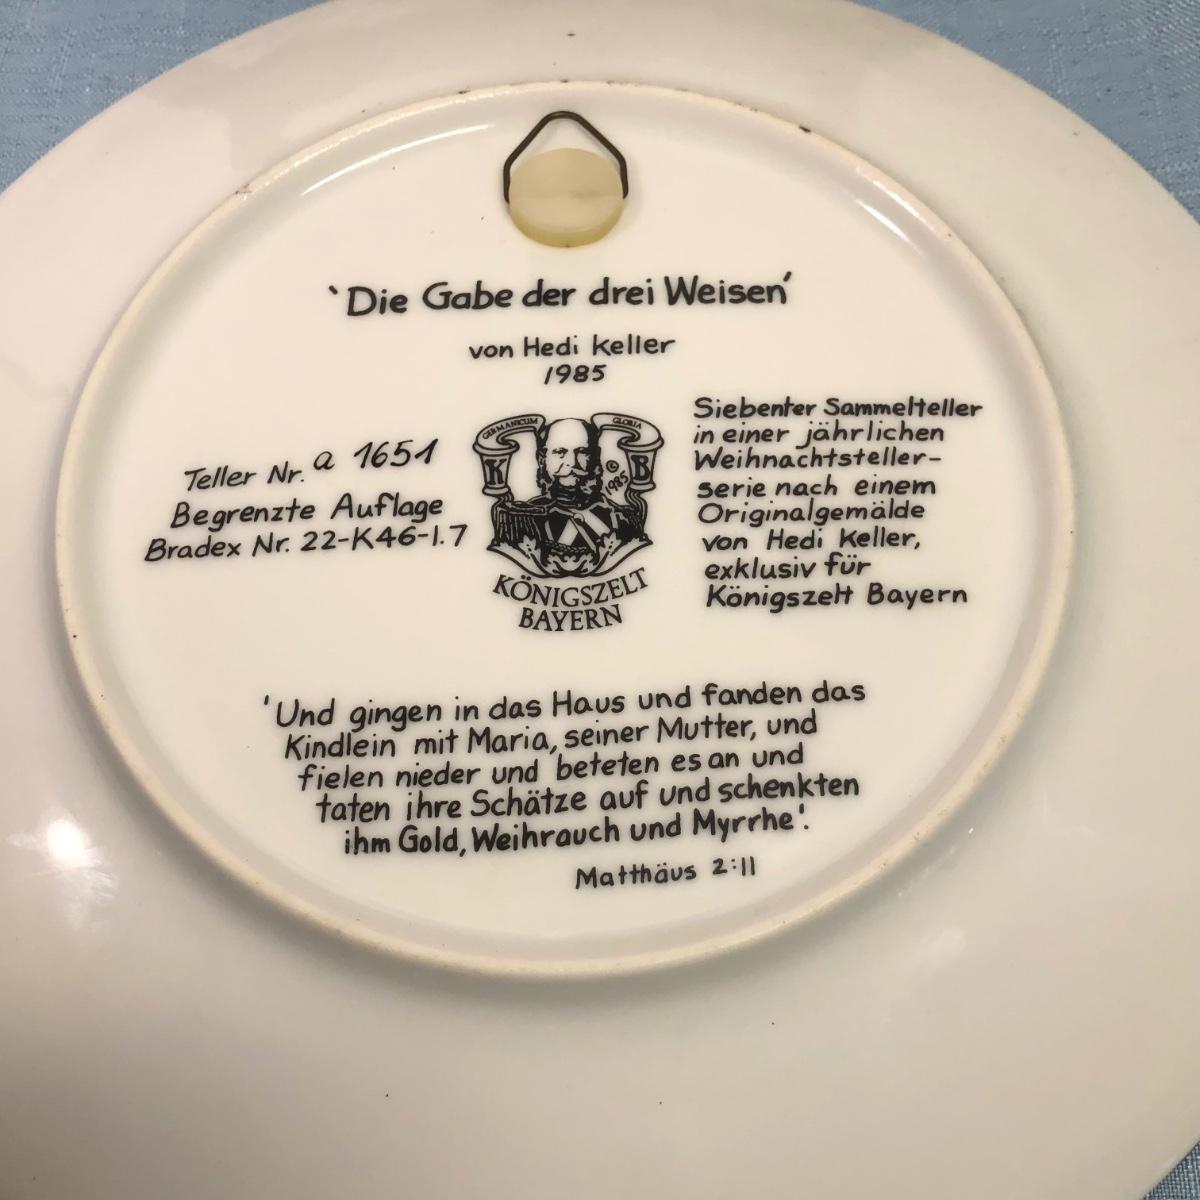 'Die Gabe der drei Weisen'
von Hedi Keller
1985
Teller Nr. a 1651
Begrenzte Auflage
Bradex Nr. 22-K46-1.7
GERMANICUM GLORIA
K B
© 1985
KÖNIGSZELT
BAYERN
Siebenter Sammelteller
in einer jährlichen
Weihnachtsteller-
serie nach einem
Originalgemälde
von Hedi Keller,
exklusiv für
Königszelt Bayern
'Und gingen in das Haus und fanden das
Kindlein mit Maria, seiner Mutter, und
fielen nieder und beteten es an und
taten ihre Schätze auf und schenkten
ihm Gold, Weihrauch und Myrrhe'.
Matthäus 2:11